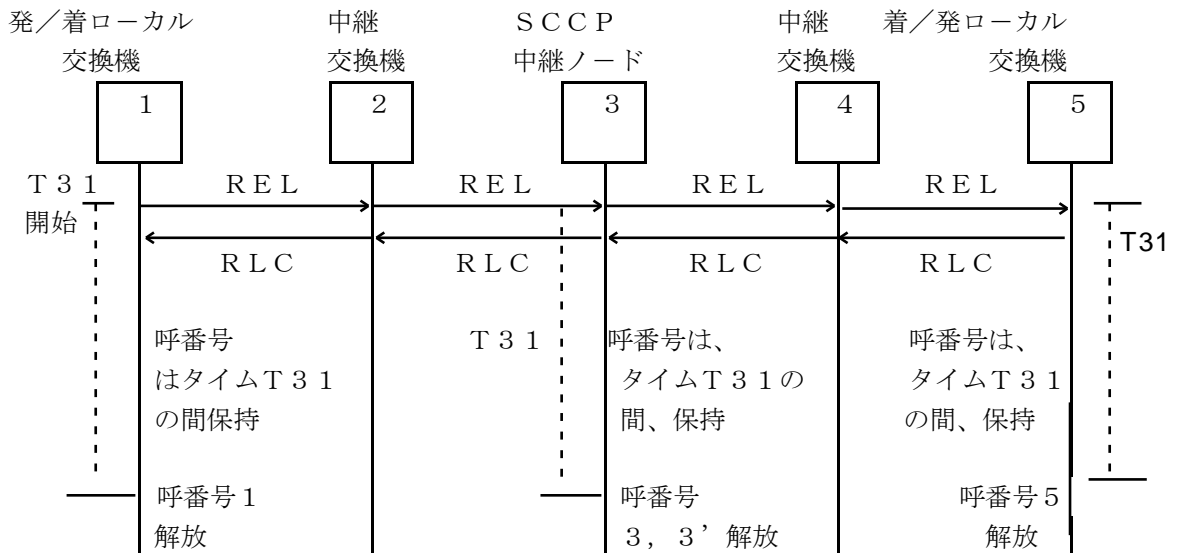 発／着ローカル 中継 ＳＣＣＰ 中継 着／発ローカル
交換機 交換機 中継ノード 交換機 交換機
１ ２ ３ ４ ５
Ｔ３１ ＲＥＬ ＲＥＬ ＲＥＬ ＲＥＬ
開始
T31
ＲＬＣ ＲＬＣ ＲＬＣ ＲＬＣ
呼番号 Ｔ３１ 呼番号は、 呼番号は、
はタイムＴ３１ タイムＴ３１の タイムＴ３１
の間保持 間、保持 の間、保持
呼番号１ 呼番号 呼番号５
解放 ３，３’解放 解放